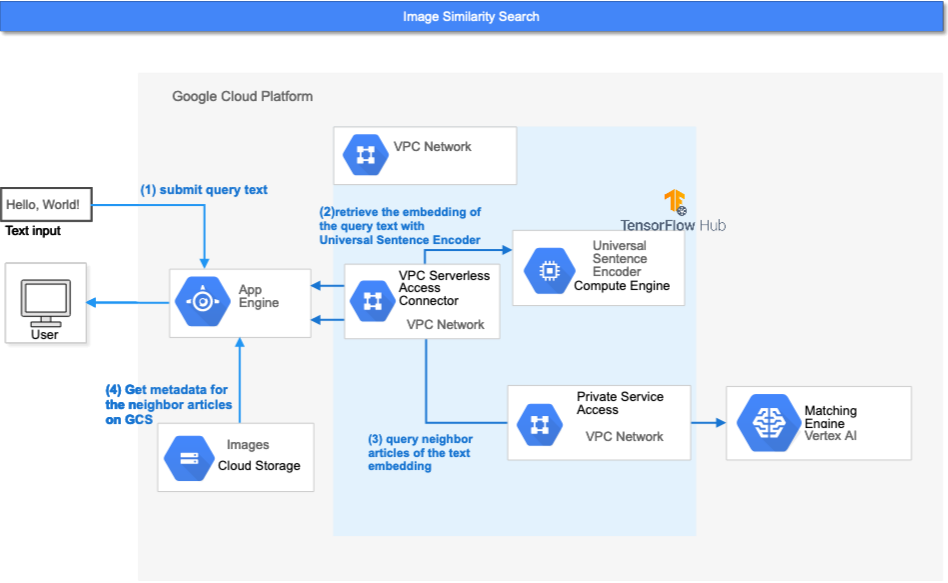 Image Similarity Search
Google Cloud Platform
VPC Network
(1) submit query text
Hello, World!
Text input
(2)retrieve the embedding of
the query text with
Universal Sentence Encoder
TensorFlow Hub
Universal
Sentence
Encoder
Compute Engine
VPC Serverless
Access
Connector
VPC Network
App
Engine
User
(4) Get metadata for
the neighbor articles
on GCS
Images
Cloud Storage
(3) query neighbor
articles of the text
embedding
Private Service
Access
VPC Network
Matching
Engine
Vertex AI